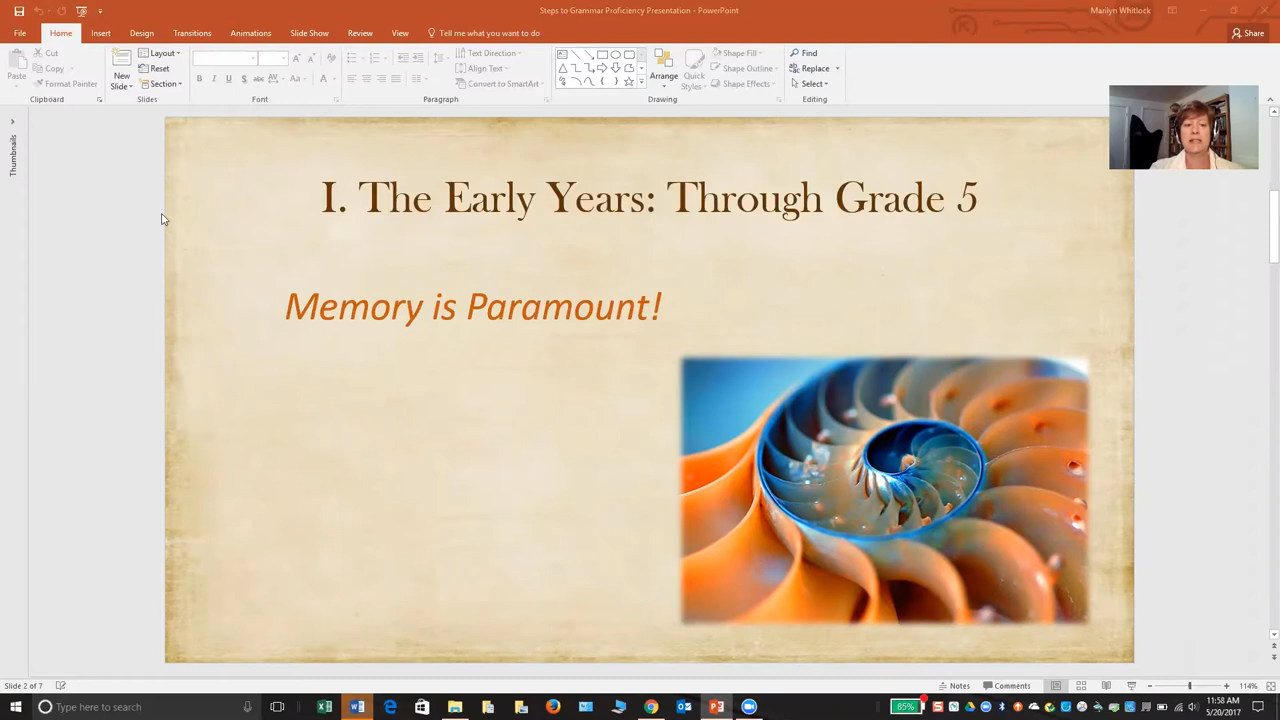 Steps to Grammar Proficiency Presentation - PowerPoint
Marilyn Whitlock
File Home Insert Design Transitions Animations Slide Show Review View Tell me what you want to do Share
Paste
Cut
Copy
Format Painter
Clipboard
New Slide
Layout
Reset
Section
Slides
B I U S abc AV Aa A
Font
Text Direction
Align Text
Convert to SmartArt
Paragraph
Arrange
Quick Styles
Shape Fill
Shape Outline
Shape Effects
Drawing
Find
Replace
Select
Editing
Thumbnails
I. The Early Years: Through Grade 5
Memory is Paramount!
Slide 2 of 7 Notes Comments 114%
Type here to search
85%
11:58 AM
5/20/2017